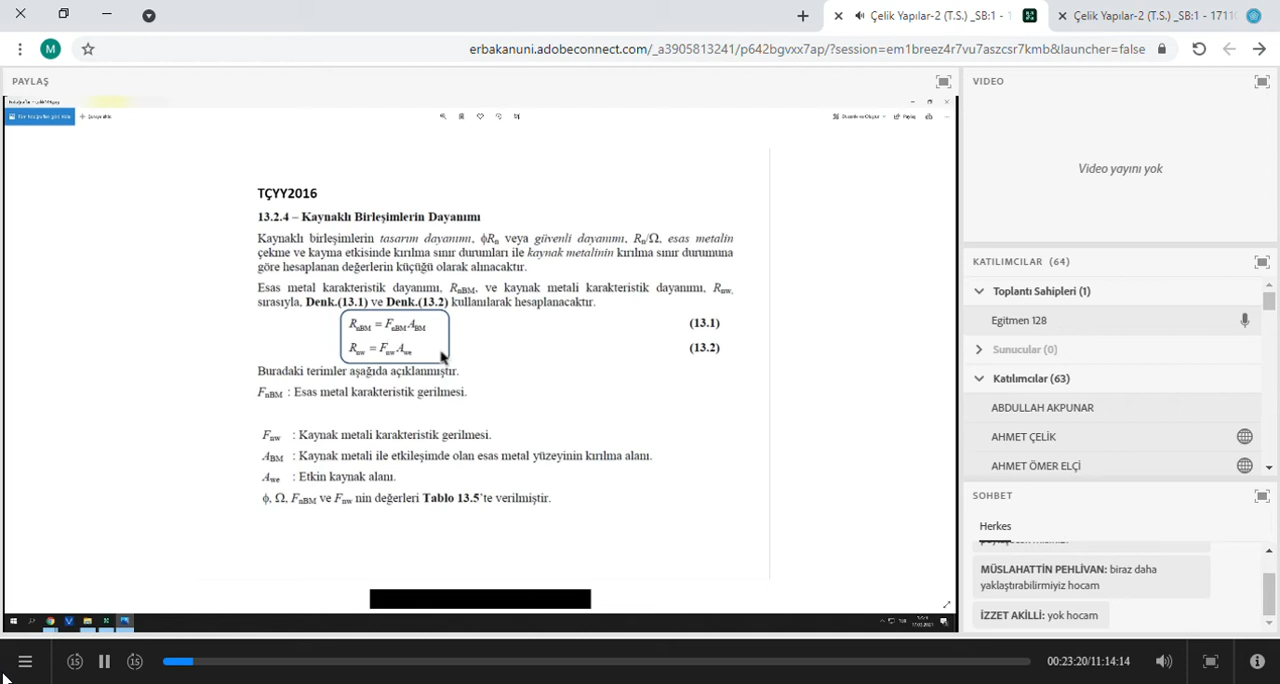 Çelik Yapılar-2 (T.S.) _SB:1 - 1
Çelik Yapılar-2 (T.S.) _SB:1 - 1711
M
erbakanuni.adobeconnect.com/_a3905813241/p642bgvxx7ap/?session=em1breez4r7vu7aszcsr7kmb&launcher=false
PAYLAŞ
TÇYY2016
13.2.4 – Kaynaklı Birleşimlerin Dayanımı
Kaynaklı birleşimlerin tasarım dayanımı, ϕRn veya güvenli dayanımı, Rn/Ω, esas metalin
çekme ve kayma etkisinde kırılma sınır durumları ile kaynak metalinin kırılma sınır durumuna
göre hesaplanan değerlerin küçüğü olarak alınacaktır.
Esas metal karakteristik dayanımı, RnBM, ve kaynak metali karakteristik dayanımı, Rnw,
sırasıyla, Denk.(13.1) ve Denk.(13.2) kullanılarak hesaplanacaktır.
RnBM = FnBM ABM (13.1)
Rnw = Fnw Awe (13.2)
Buradaki terimler aşağıda açıklanmıştır.
FnBM : Esas metal karakteristik gerilmesi.
Fnw : Kaynak metali karakteristik gerilmesi.
ABM : Kaynak metali ile etkileşimde olan esas metal yüzeyinin kırılma alanı.
Awe : Etkin kaynak alanı.
ϕ, Ω, FnBM ve Fnw nin değerleri Tablo 13.5'te verilmiştir.
VIDEO
Video yayını yok
KATILIMCILAR (64)
Toplantı Sahipleri (1)
Egitmen 128
Sunucular (0)
Katılımcılar (63)
ABDULLAH AKPUNAR
AHMET ÇELİK
AHMET ÖMER ELÇİ
SOHBET
Herkes
MÜSLAHATTİN PEHLİVAN: biraz daha
yaklaştırabilirmiyiz hocam
İZZET AKİLLİ: yok hocam
15
15
00:23:20/11:14:14